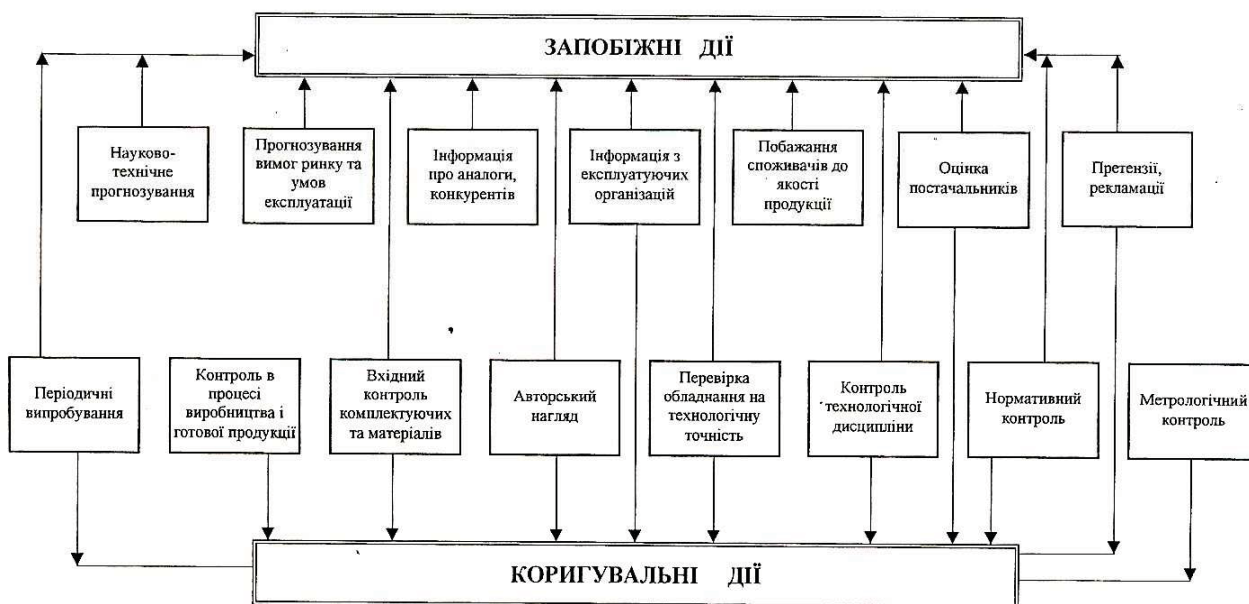 ЗАПОБІЖНІ ДІЇ
Науково-
технічне
прогнозування
Прогнозування
вимог ринку та
умов
експлуатації
Інформація
про аналоги,
конкурентів
Інформація з
експлуатуючих
організацій
Побажання
споживачів до
якості
продукції
Оцінка
постачальників
Претензії,
рекламації
Періодичні
випробування
Контроль в
процесі
виробництва і
готової продукції
Вхідний
контроль
комплектуючих
та матеріалів
Авторський
нагляд
Перевірка
обладнання на
технологічну
точність
Контроль
технологічної
дисципліни
Нормативний
контроль
Метрологічний
контроль
КОРИГУВАЛЬНІ ДІЇ